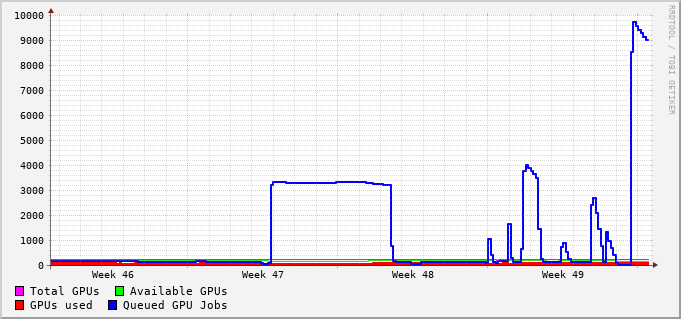 RRDTOOL / TOBI OETIKER
10000
9000
8000
7000
6000
5000
4000
3000
2000
1000
0
Week 46 Week 47 Week 48 Week 49
Total GPUs Available GPUs
GPUs used Queued GPU Jobs